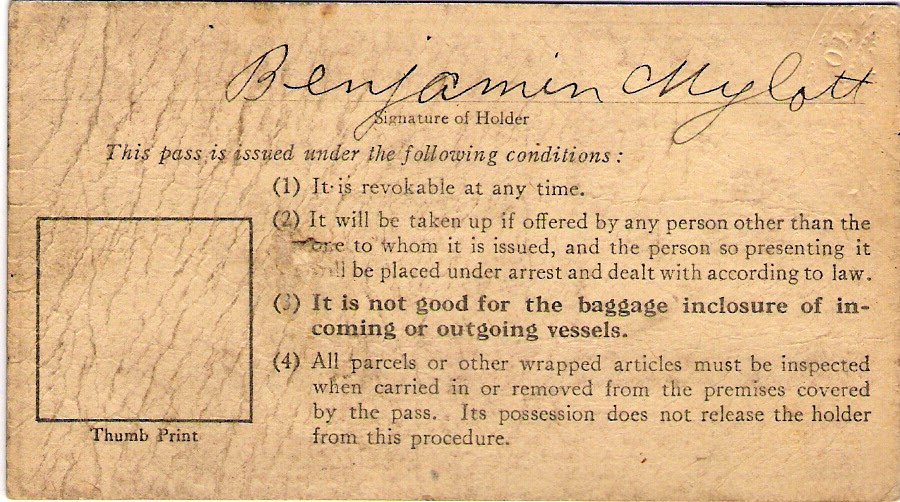 Benjamin Mylott
Signature of Holder
This pass is issued under the following conditions:
(1) It is revokable at any time.
(2) It will be taken up if offered by any person other than the
one to whom it is issued, and the person so presenting it
will be placed under arrest and dealt with according to law.
(3) It is not good for the baggage inclosure of in-
coming or outgoing vessels.
(4) All parcels or other wrapped articles must be inspected
when carried in or removed from the premises covered
by the pass. Its possession does not release the holder
from this procedure.
Thumb Print